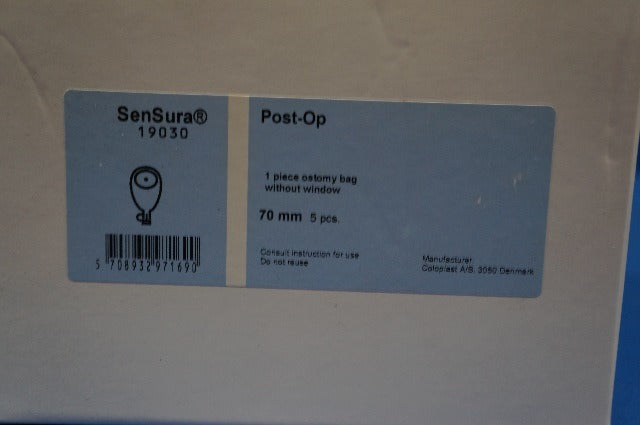 SenSura®
19030
5 708932 971690
Post-Op
1 piece ostomy bag
without window
70 mm 5 pcs.
Consult instruction for use
Do not reuse
Manufacturer
Coloplast A/S, 3050 Denmark